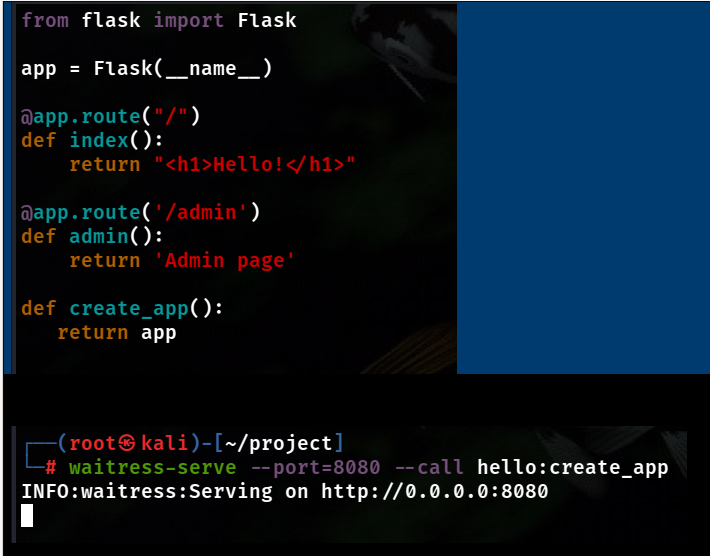 from flask import Flask
app = Flask(__name__)
@app.route("/")
def index():
    return "<h1>Hello!</h1>"
@app.route('/admin')
def admin():
    return 'Admin page'
def create_app():
   return app
┌──(root㉿kali)-[~/project]
└─# waitress-serve --port=8080 --call hello:create_app
INFO:waitress:Serving on http://0.0.0.0:8080